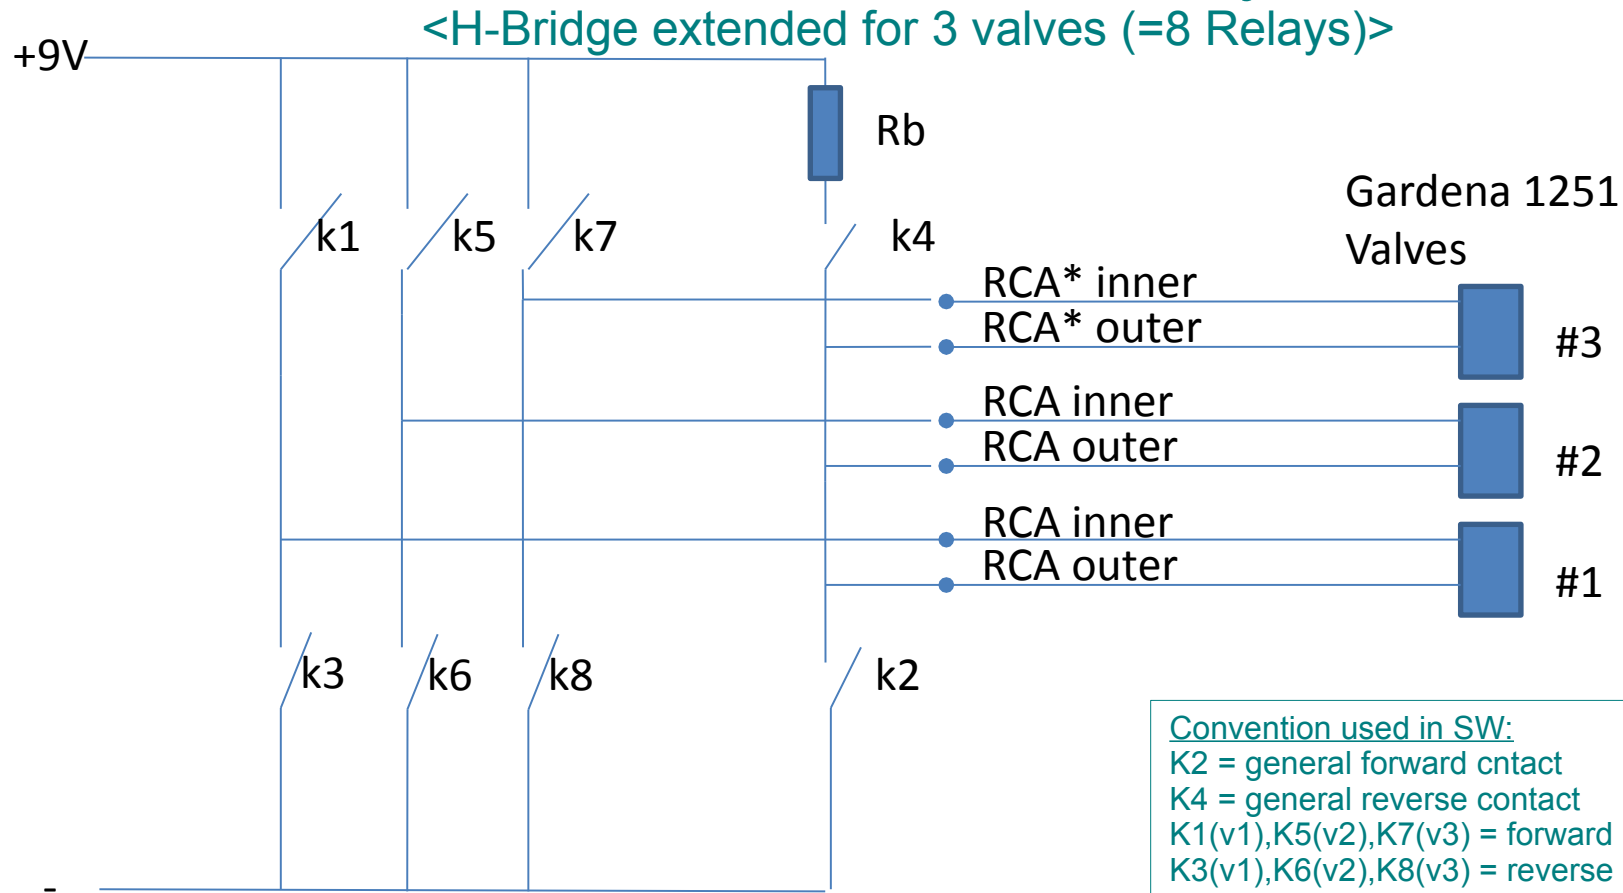 <H-Bridge extended for 3 valves (=8 Relays)>
+9V
Rb
Gardena 1251
Valves
k1
k5
k7
k4
RCA* inner
RCA* outer
#3
RCA inner
RCA outer
#2
RCA inner
RCA outer
#1
k3
k6
k8
k2
Convention used in SW:
K2 = general forward cntact
K4 = general reverse contact
K1(v1),K5(v2),K7(v3) = forward
K3(v1),K6(v2),K8(v3) = reverse
-